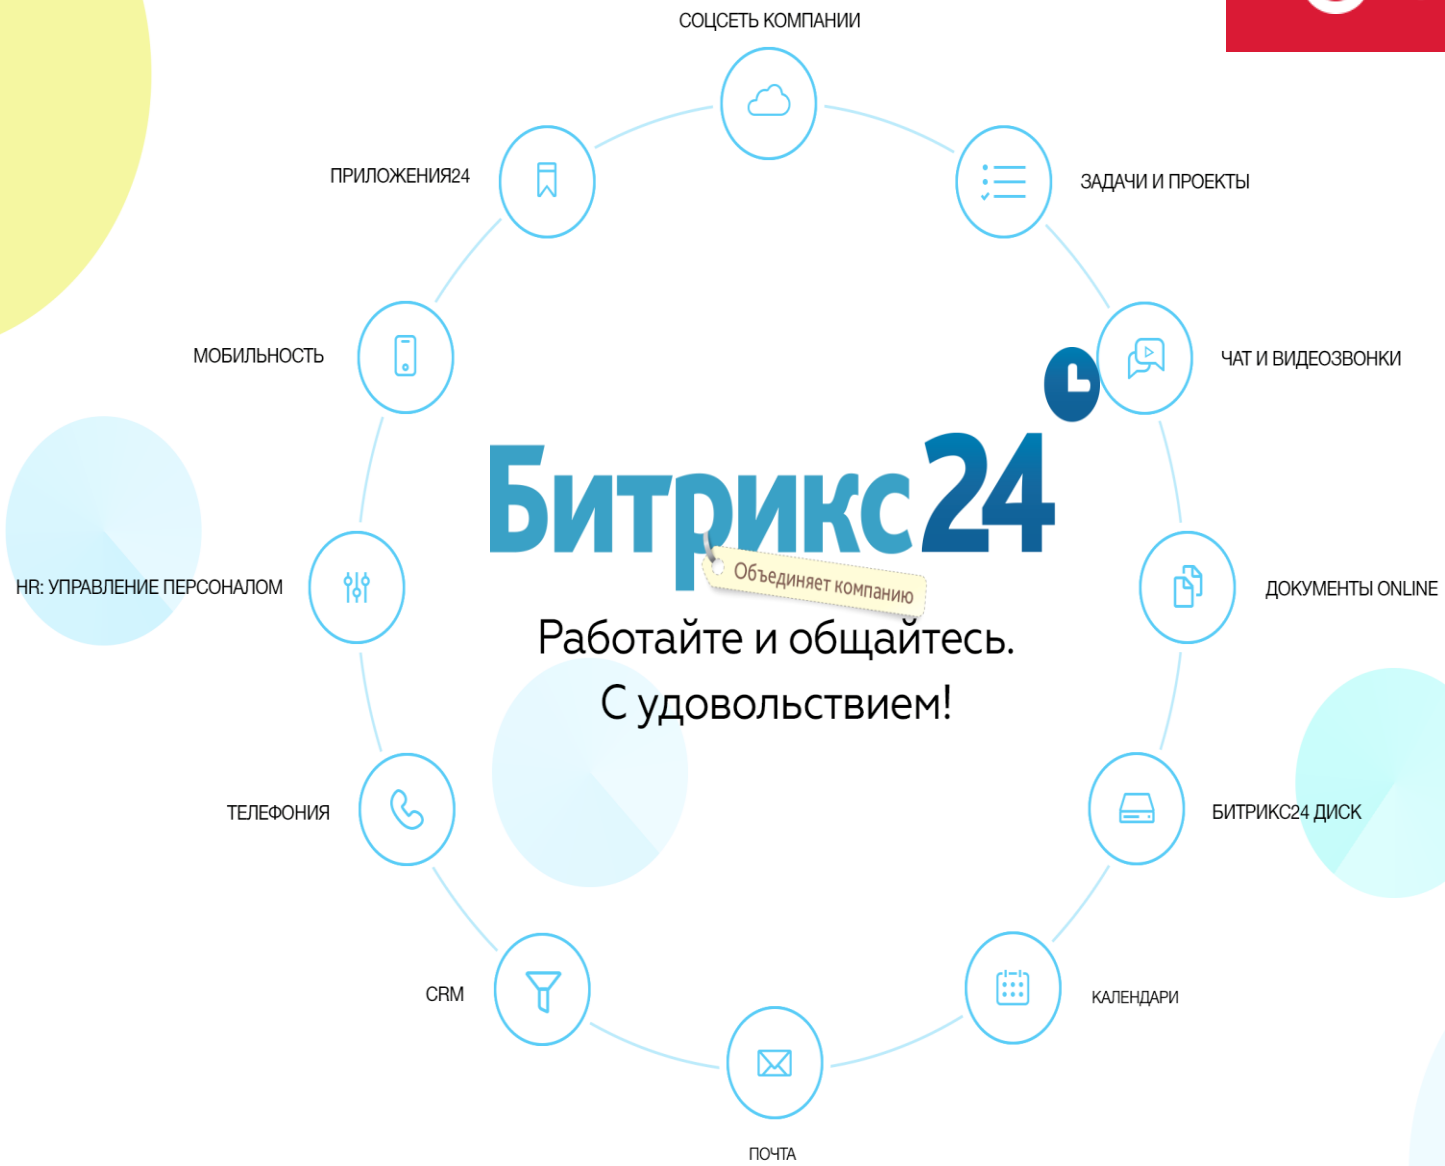 СОЦСЕТЬ КОМПАНИИ
ПРИЛОЖЕНИЯ24
ЗАДАЧИ И ПРОЕКТЫ
МОБИЛЬНОСТЬ
ЧАТ И ВИДЕОЗВОНКИ
Битрикс24
Объединяет компанию
HR: УПРАВЛЕНИЕ ПЕРСОНАЛОМ
ДОКУМЕНТЫ ONLINE
Работайте и общайтесь.
С удовольствием!
ТЕЛЕФОНИЯ
БИТРИКС24 ДИСК
CRM
КАЛЕНДАРИ
ПОЧТА